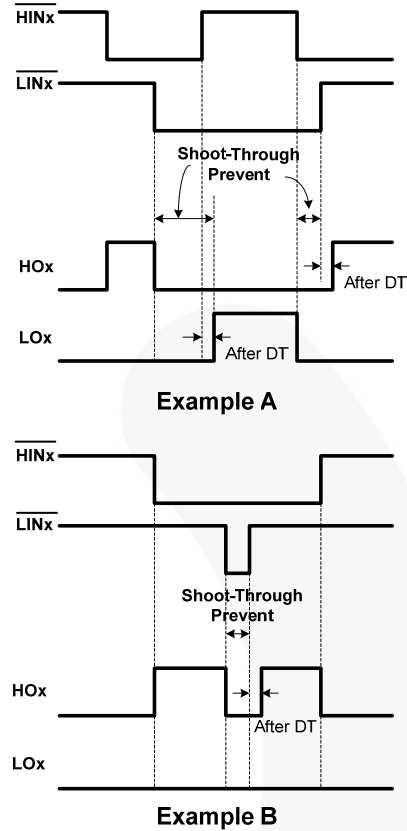 HINx
LINx
Shoot-Through
Prevent
HOx
After DT
LOx
After DT
Example A
HINx
LINx
Shoot-Through
Prevent
HOx
After DT
LOx
Example B